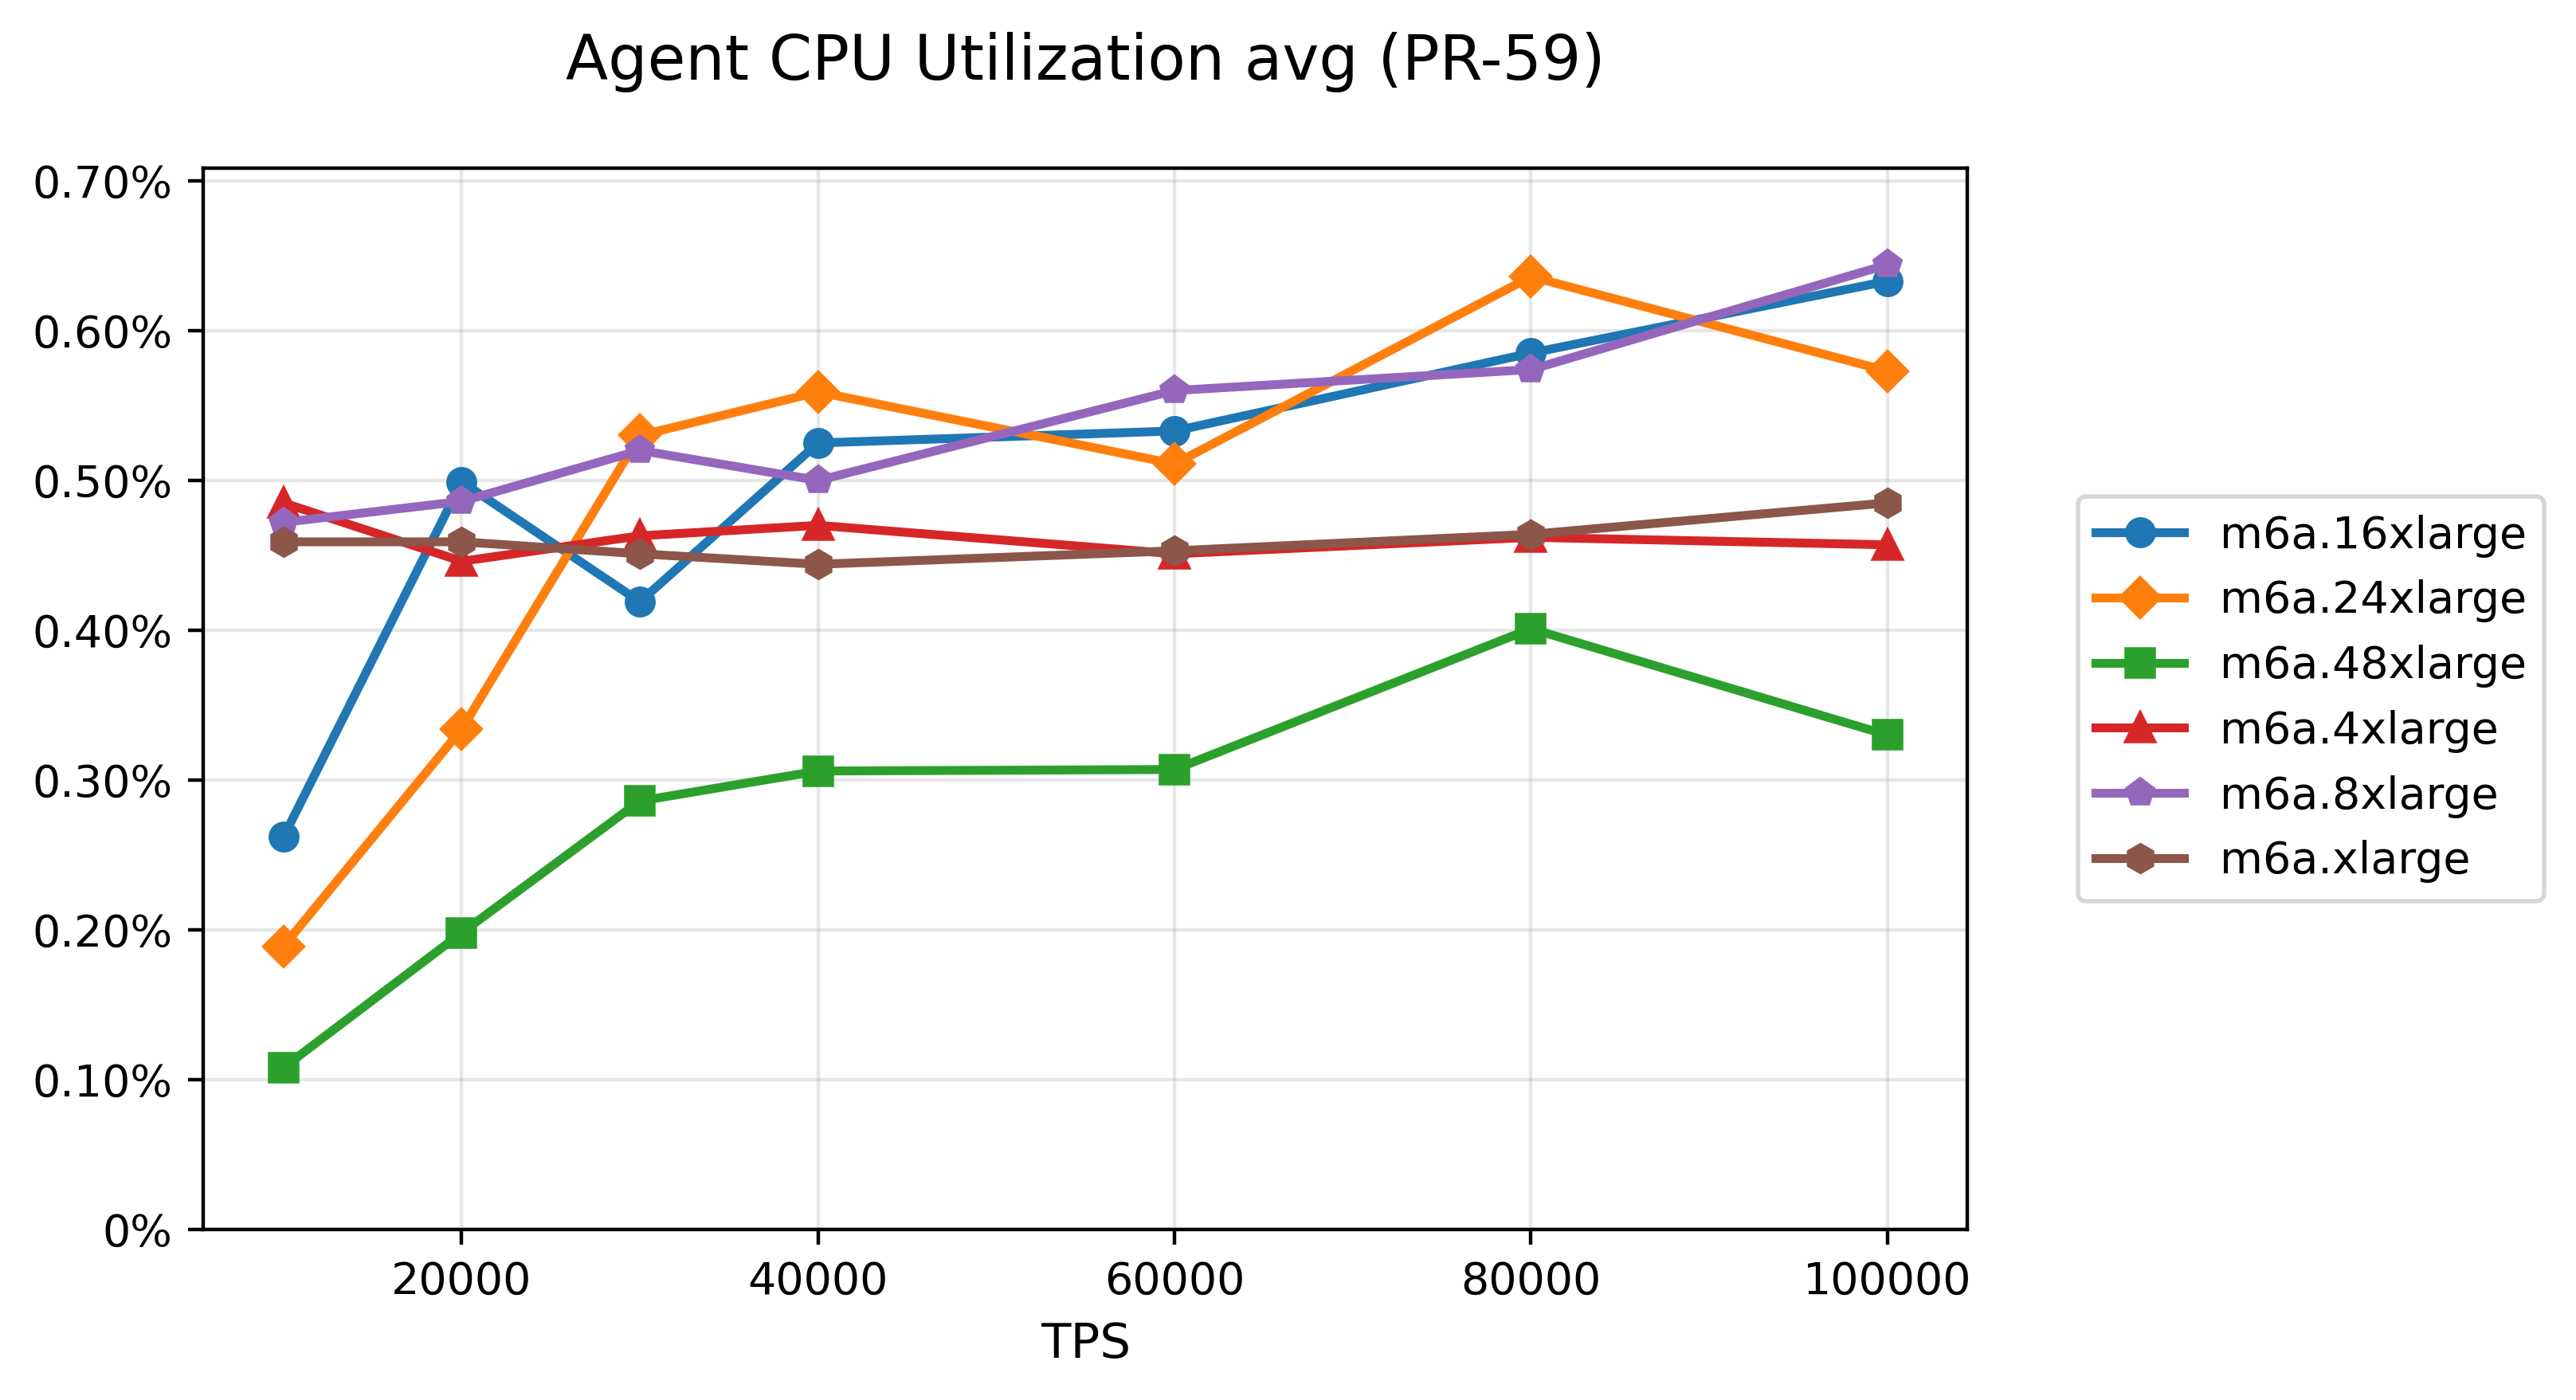 Agent CPU Utilization avg (PR-59)
0.70%
0.60%
0.50%
0.40%
0.30%
0.20%
0.10%
0%
20000 40000 60000 80000 100000
TPS
m6a.16xlarge
m6a.24xlarge
m6a.48xlarge
m6a.4xlarge
m6a.8xlarge
m6a.xlarge